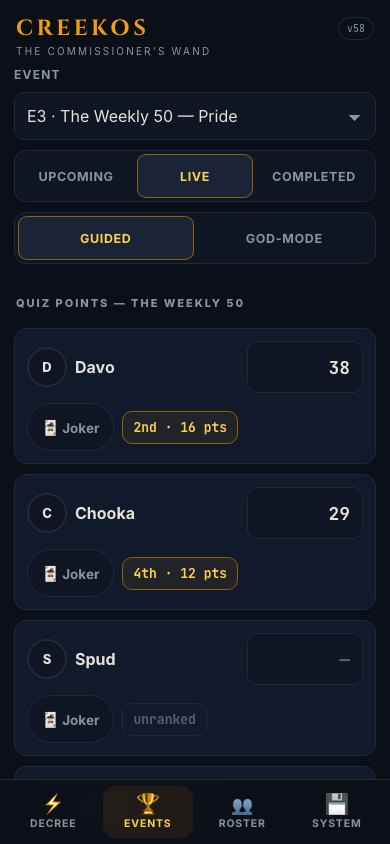 CREEKOS
v58
THE COMMISSIONER'S WAND
EVENT
E3 · The Weekly 50 — Pride
UPCOMING LIVE COMPLETED
GUIDED GOD-MODE
QUIZ POINTS — THE WEEKLY 50
D Davo 38
Joker 2nd · 16 pts
C Chooka 29
Joker 4th · 12 pts
S Spud —
Joker unranked
DECREE EVENTS ROSTER SYSTEM